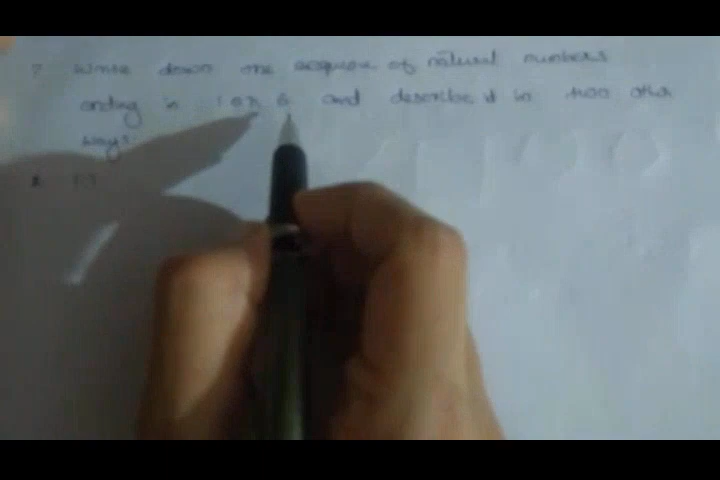 7 Write down the sequence of natural numbers
ending in 1 or 6 and describe it in two other
ways.